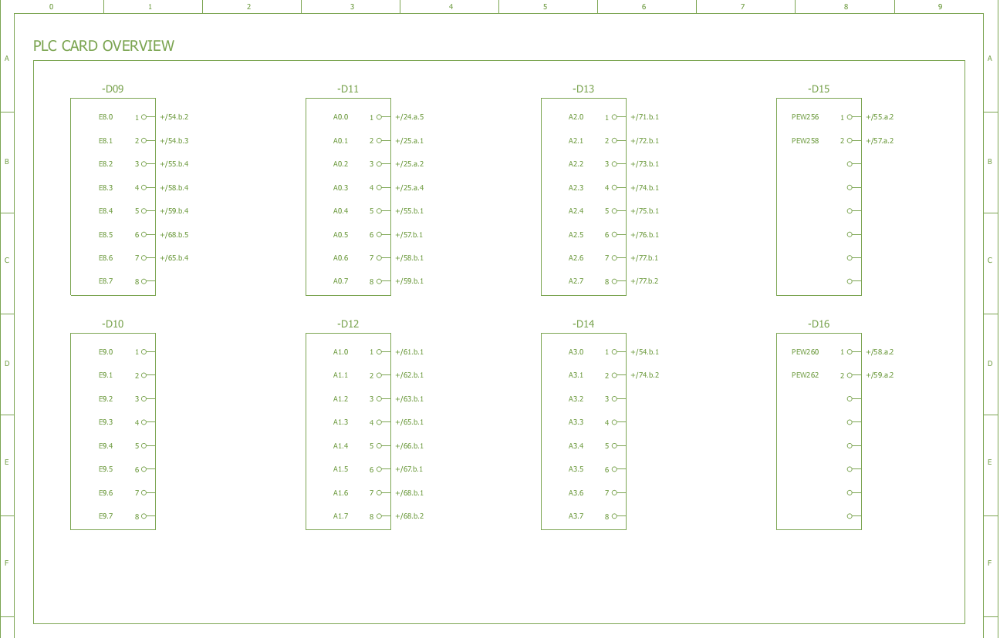 0 1 2 3 4 5 6 7 8 9
PLC CARD OVERVIEW
A A
-D09 -D11 -D13 -D15
E8.0 1 +/54.b.2 A0.0 1 +/24.a.5 A2.0 1 +/71.b.1 PEW256 1 +/55.a.2
E8.1 2 +/54.b.3 A0.1 2 +/25.a.1 A2.1 2 +/72.b.1 PEW258 2 +/57.a.2
B E8.2 3 +/55.b.4 A0.2 3 +/25.a.2 A2.2 3 +/73.b.1 B
E8.3 4 +/58.b.4 A0.3 4 +/25.a.4 A2.3 4 +/74.b.1
E8.4 5 +/59.b.4 A0.4 5 +/55.b.1 A2.4 5 +/75.b.1
E8.5 6 +/68.b.5 A0.5 6 +/57.b.1 A2.5 6 +/76.b.1
C E8.6 7 +/65.b.4 A0.6 7 +/58.b.1 A2.6 7 +/77.b.1 C
E8.7 8 A0.7 8 +/59.b.1 A2.7 8 +/77.b.2
-D10 -D12 -D14 -D16
E9.0 1 A1.0 1 +/61.b.1 A3.0 1 +/54.b.1 PEW260 1 +/58.a.2
D D
E9.1 2 A1.1 2 +/62.b.1 A3.1 2 +/74.b.2 PEW262 2 +/59.a.2
E9.2 3 A1.2 3 +/63.b.1 A3.2 3
E9.3 4 A1.3 4 +/65.b.1 A3.3 4
E9.4 5 A1.4 5 +/66.b.1 A3.4 5
E E
E9.5 6 A1.5 6 +/67.b.1 A3.5 6
E9.6 7 A1.6 7 +/68.b.1 A3.6 7
E9.7 8 A1.7 8 +/68.b.2 A3.7 8
F F